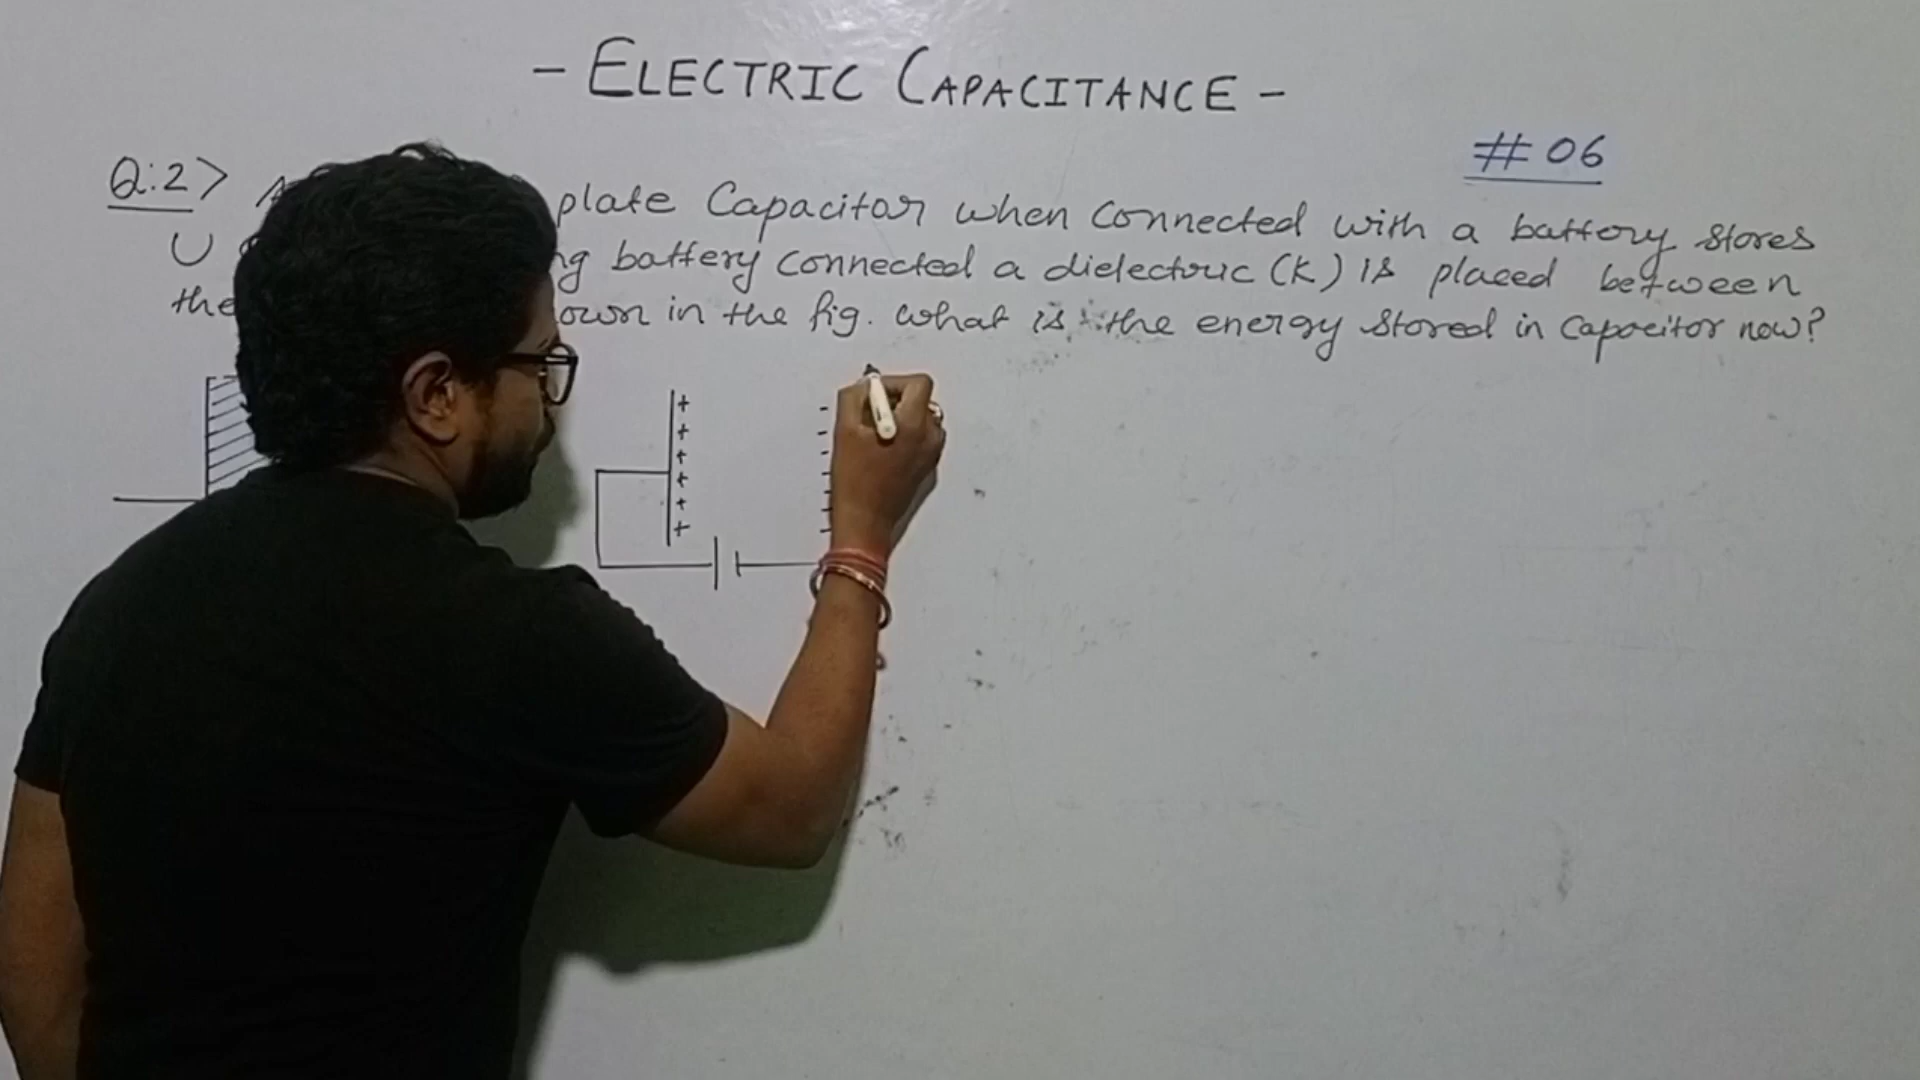 - ELECTRIC CAPACITANCE -
# 06
Q:2> plate Capacitor when connected with a battery stores
U battery connected a dielectric (K) is placed between
the in the fig. what is the energy stored in capacitor now?
+ -
+ -
+ -
+ -
+ -
+ -